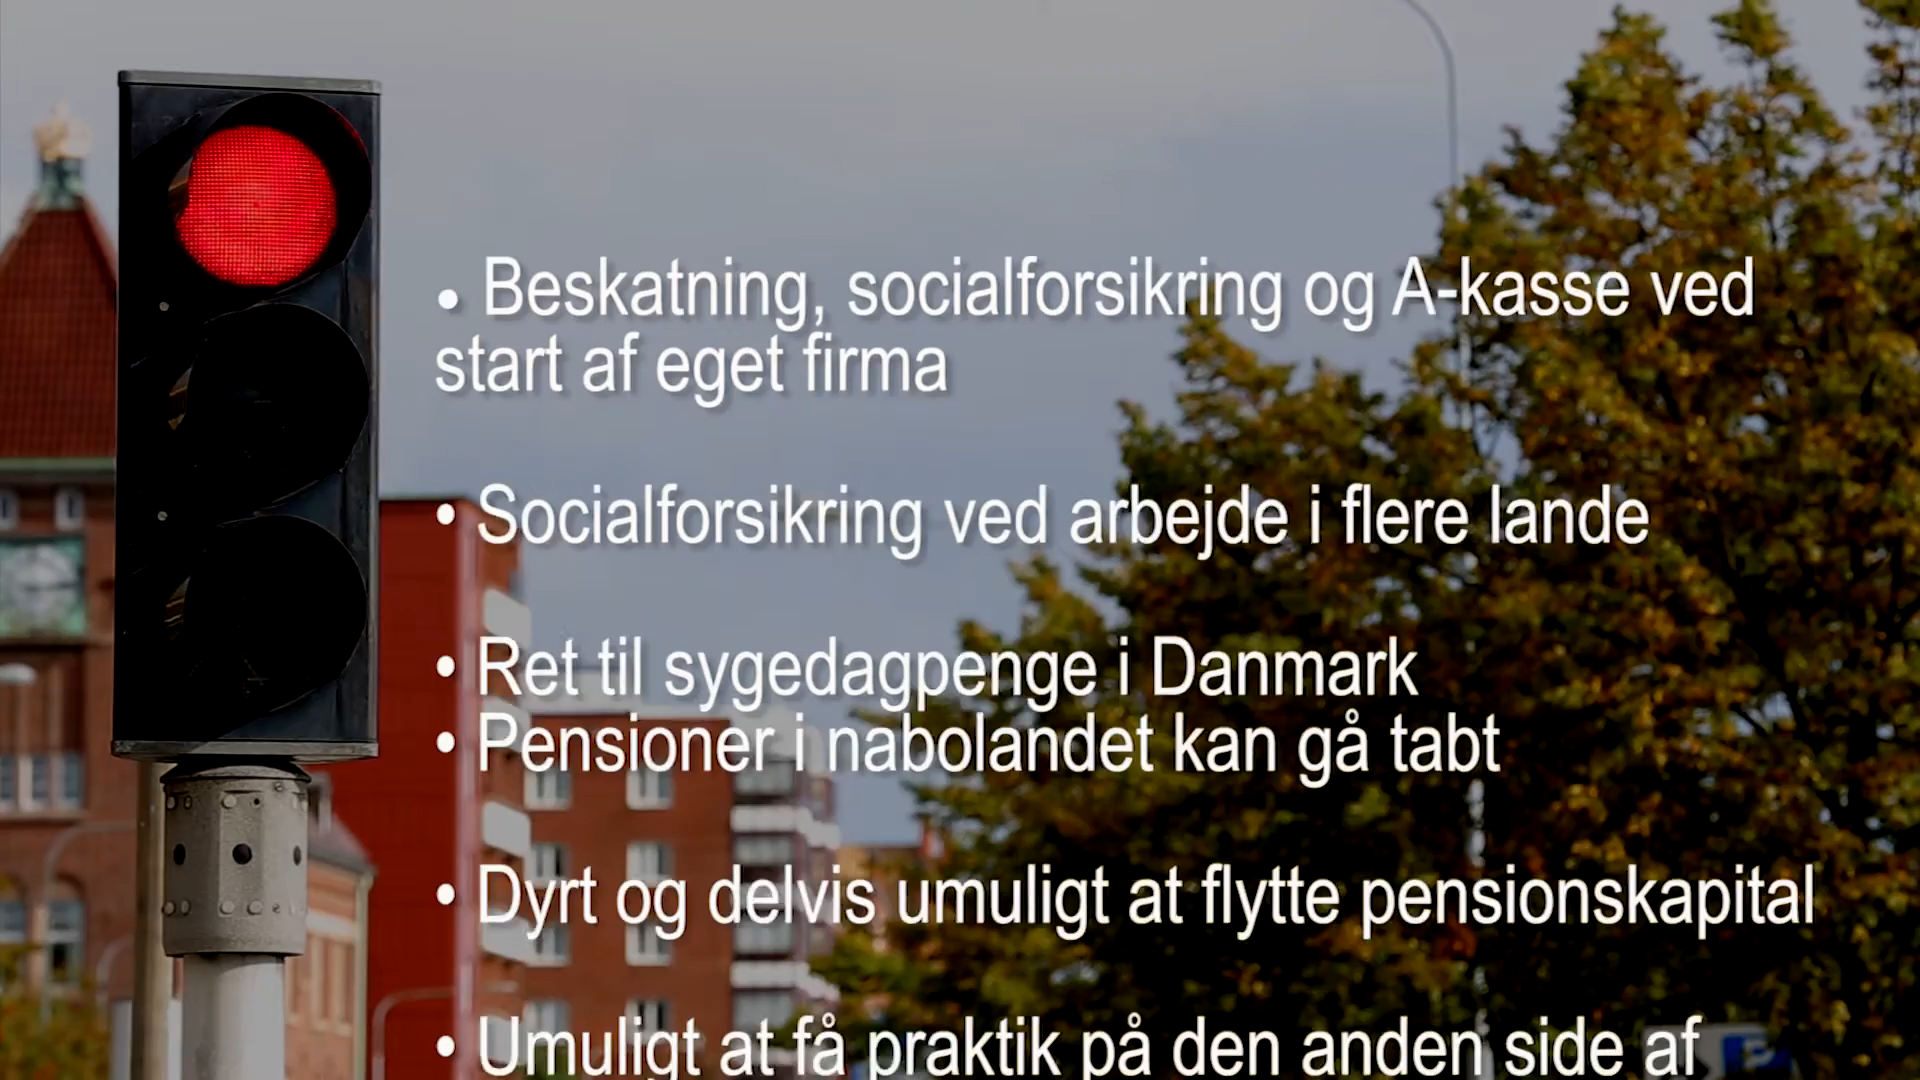 • Beskatning, socialforsikring og A-kasse ved
start af eget firma
• Socialforsikring ved arbejde i flere lande
• Ret til sygedagpenge i Danmark
• Pensioner i nabolandet kan gå tabt
• Dyrt og delvis umuligt at flytte pensionskapital
• Umuligt at få praktik på den anden side af
P